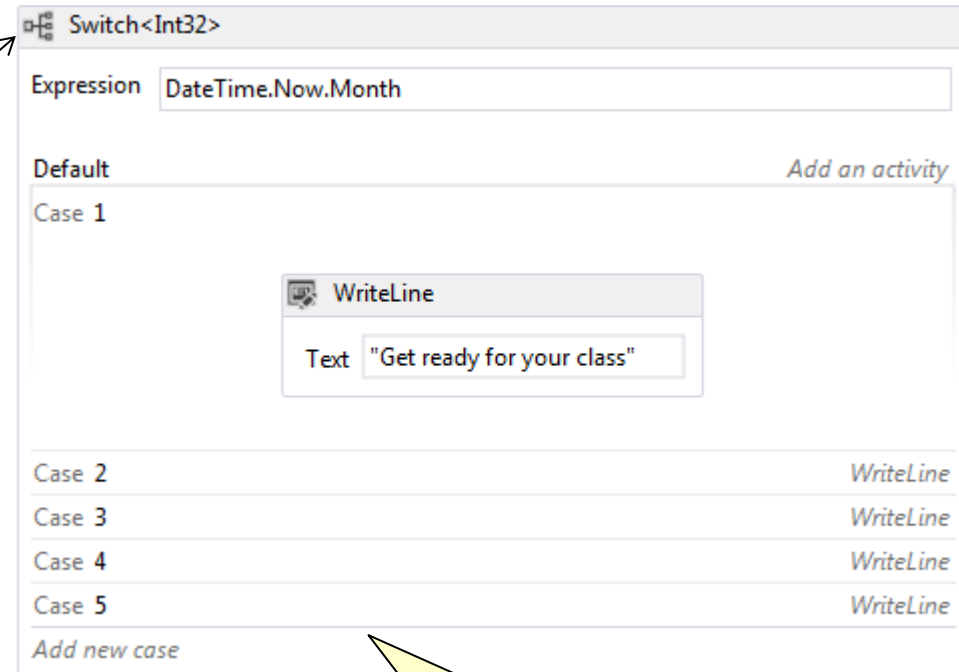 Switch<Int32>
Expression DateTime.Now.Month
Default Add an activity
Case 1
WriteLine
Text "Get ready for your class"
Case 2 WriteLine
Case 3 WriteLine
Case 4 WriteLine
Case 5 WriteLine
Add new case